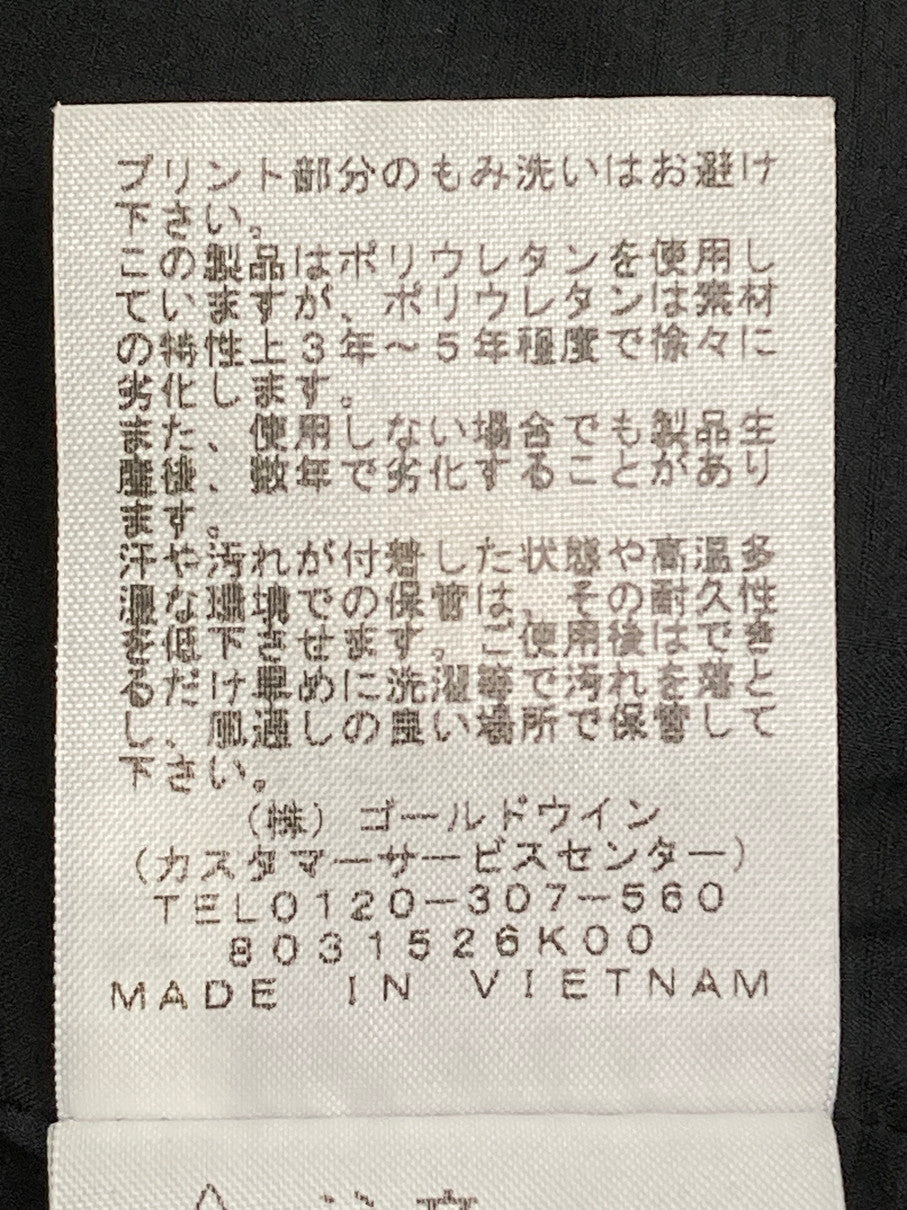 プリント部分のもみ洗いはお避け
下さい。
この製品はポリウレタンを使用し
ていますが、ポリウレタンは素材
の特性上3年～5年程度で徐々に
劣化します。
また、使用しない場合でも製品生
産後、数年で劣化することがあり
ます。
汗や汚れが付着した状態や高温多
湿な環境での保管は、その耐久性
を低下させます。ご使用後はでき
るだけ早めに洗濯等で汚れを落と
し、風通しの良い場所で保管して
下さい。
(株)ゴールドウイン
(カスタマーサービスセンター)
TEL0120-307-560
8031526K00
MADE IN VIETNAM